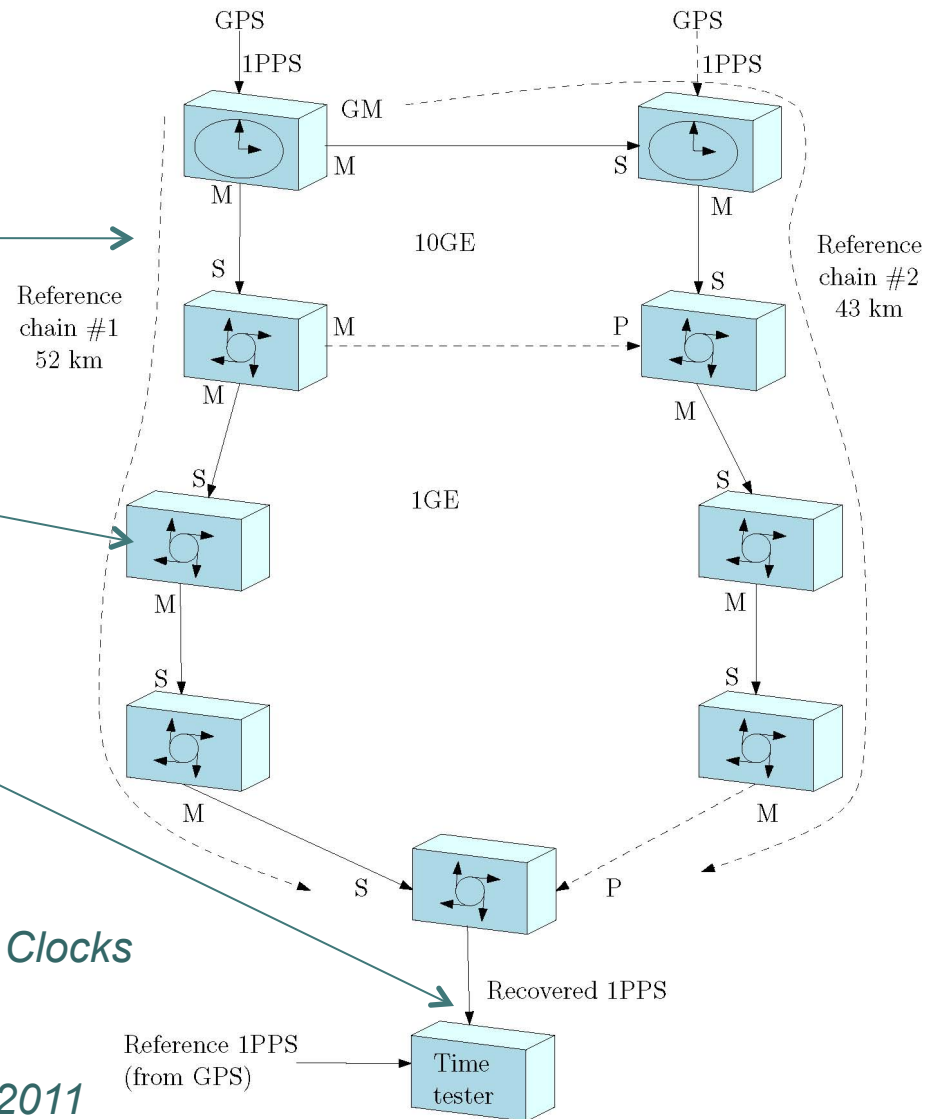 GPS
GPS
1PPS
1PPS
GM
M
S
M
M
10GE
Reference
chain #1
52 km
Reference
chain #2
43 km
S
S
M
P
M
M
S
S
1GE
M
M
S
S
M
M
S
P
Clocks
Recovered 1PPS
Reference 1PPS
(from GPS)
Time
tester
2011